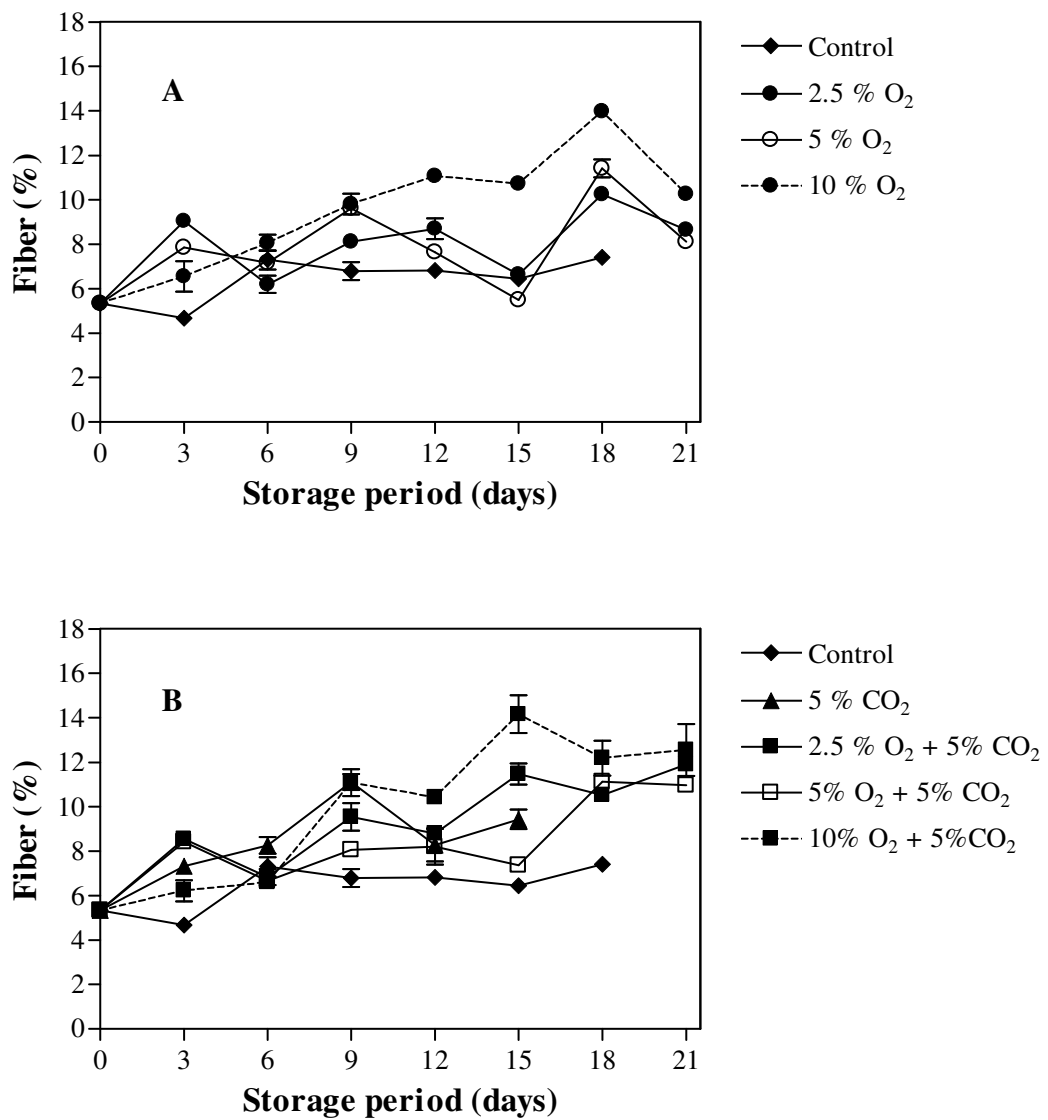 18
16
14
12
10
8
6
4
2
0
Fiber (%)
A
0 3 6 9 12 15 18 21
Storage period (days)
Control
2.5 % O₂
5 % O₂
10 % O₂
18
16
14
12
10
8
6
4
2
0
Fiber (%)
B
0 3 6 9 12 15 18 21
Storage period (days)
Control
5 % CO₂
2.5 % O₂ + 5% CO₂
5% O₂ + 5% CO₂
10% O₂ + 5%CO₂